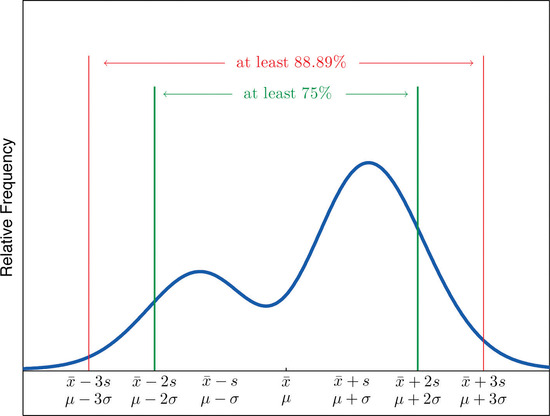 at least 88.89%
at least 75%
Relative Frequency
x̄ − 3s x̄ − 2s x̄ − s x̄ x̄ + s x̄ + 2s x̄ + 3s
μ − 3σ μ − 2σ μ − σ μ μ + σ μ + 2σ μ + 3σ